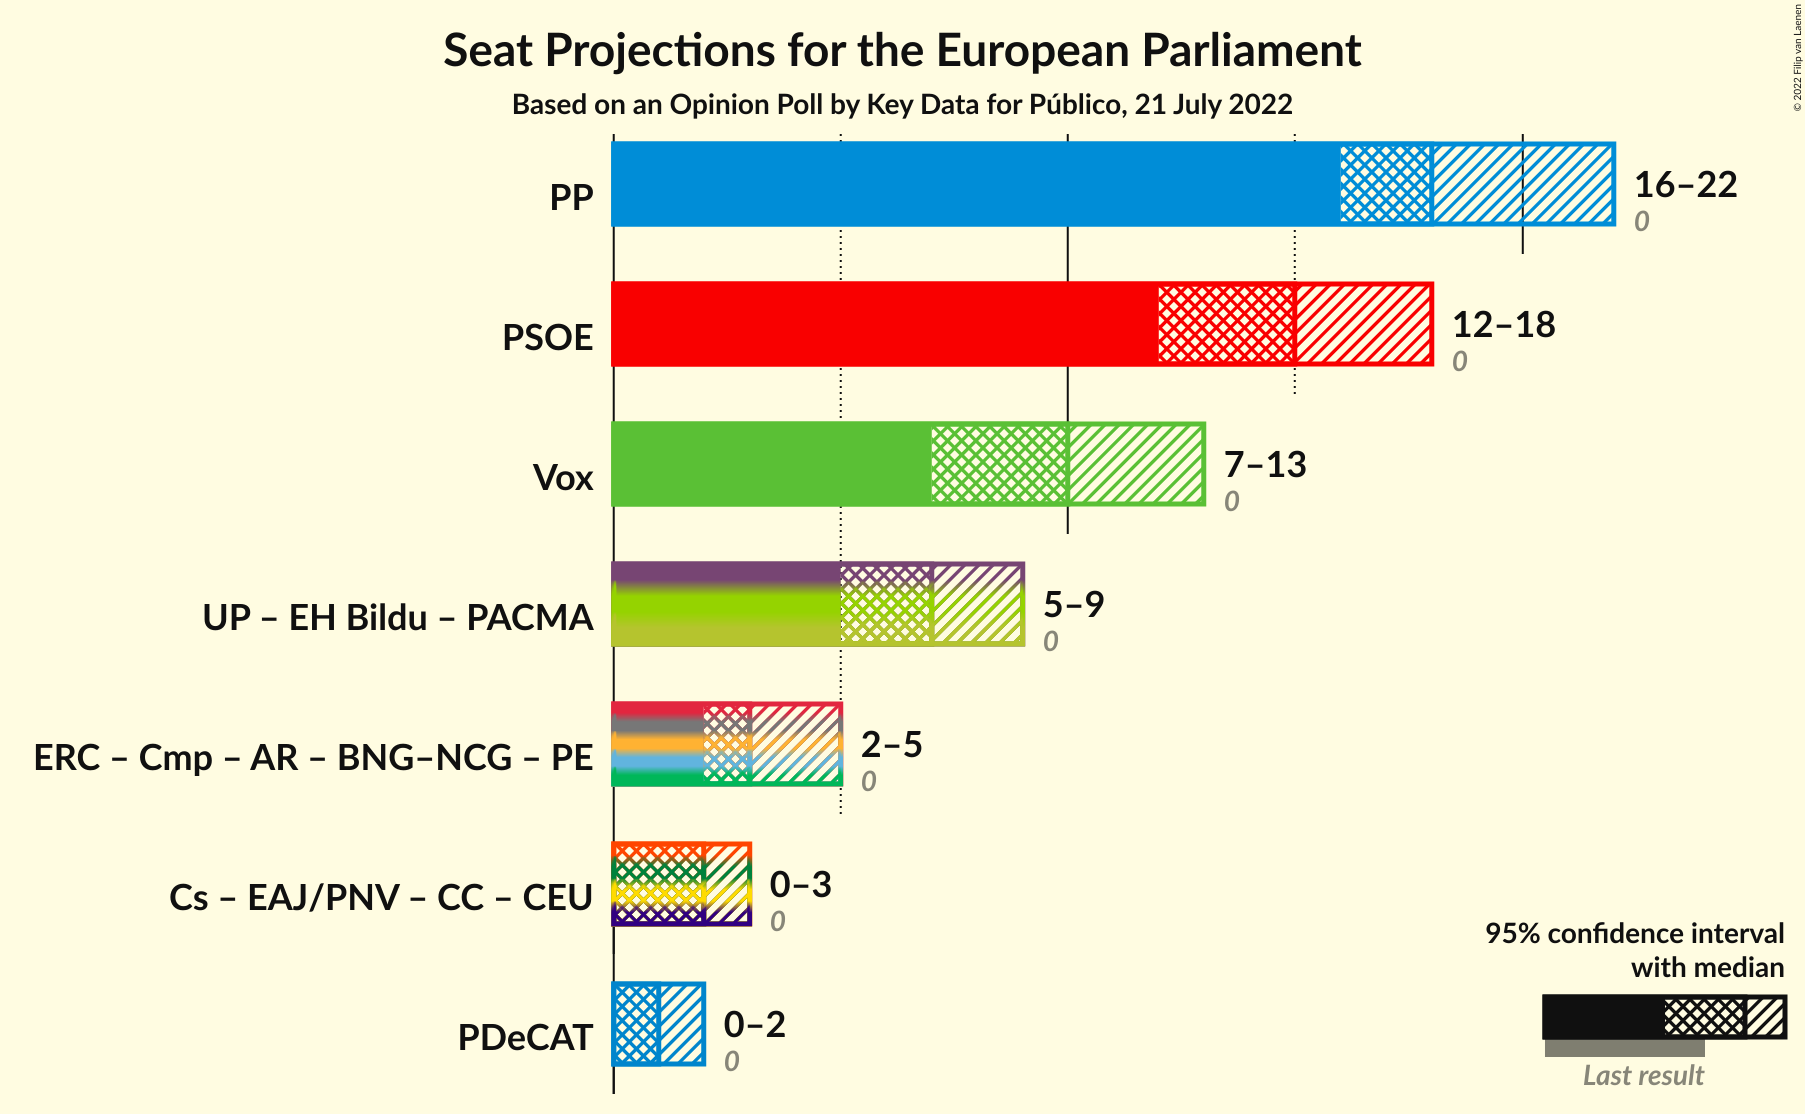 Seat Projections for the European Parliament
Based on an Opinion Poll by Key Data for Público, 21 July 2022
© 2022 Filip van Laenen
PP
16–22
0
PSOE
12–18
0
Vox
7–13
0
UP – EH Bildu – PACMA
5–9
0
ERC – Cmp – AR – BNG–NCG – PE
2–5
0
Cs – EAJ/PNV – CC – CEU
0–3
0
PDeCAT
0–2
0
95% confidence interval
with median
Last result